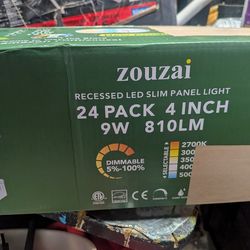 zouzai
RECESSED LED SLIM PANEL LIGHT
24 PACK 4 INCH
9W 810LM
DIMMABLE
5%-100%
SELECTABLE
2700K
300
350
400
500